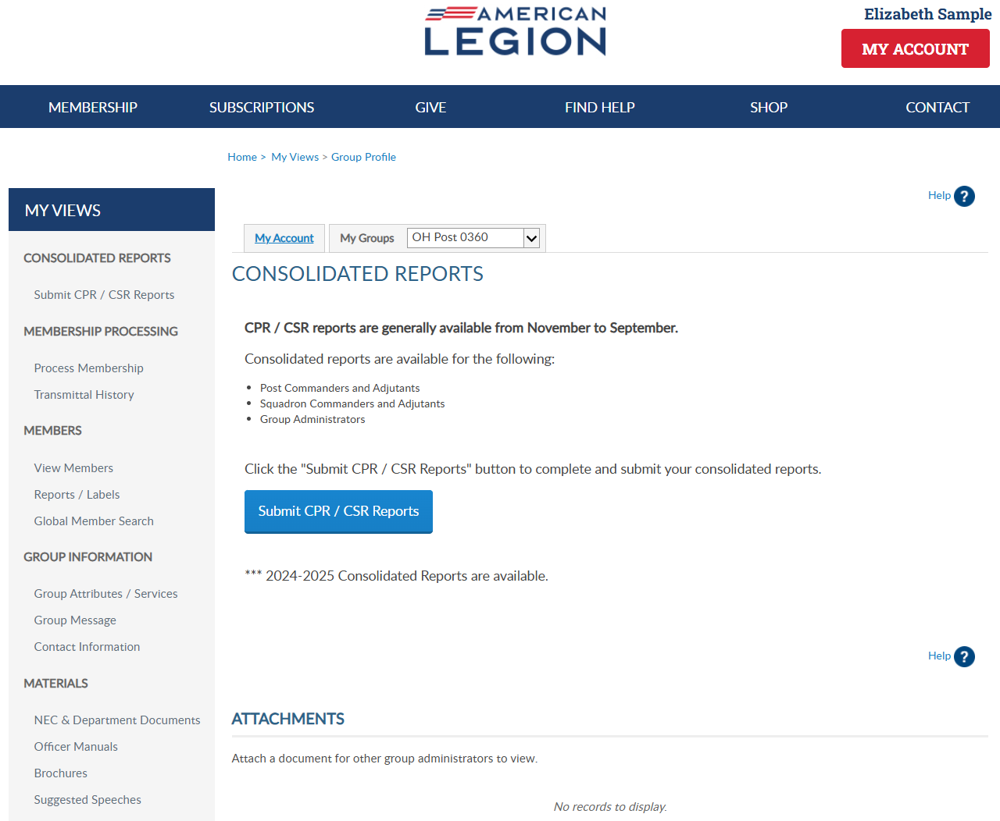 AMERICAN
LEGION
Elizabeth Sample
MY ACCOUNT
MEMBERSHIP
SUBSCRIPTIONS
GIVE
FIND HELP
SHOP
CONTACT
Home > My Views > Group Profile
MY VIEWS
CONSOLIDATED REPORTS
Submit CPR / CSR Reports
MEMBERSHIP PROCESSING
Process Membership
Transmittal History
MEMBERS
View Members
Reports / Labels
Global Member Search
GROUP INFORMATION
Group Attributes / Services
Group Message
Contact Information
MATERIALS
NEC & Department Documents
Officer Manuals
Brochures
Suggested Speeches
Help ?
My Account
My Groups OH Post 0360
CONSOLIDATED REPORTS
CPR / CSR reports are generally available from November to September.
Consolidated reports are available for the following:
• Post Commanders and Adjutants
• Squadron Commanders and Adjutants
• Group Administrators
Click the "Submit CPR / CSR Reports" button to complete and submit your consolidated reports.
Submit CPR / CSR Reports
*** 2024-2025 Consolidated Reports are available.
Help ?
ATTACHMENTS
Attach a document for other group administrators to view.
No records to display.